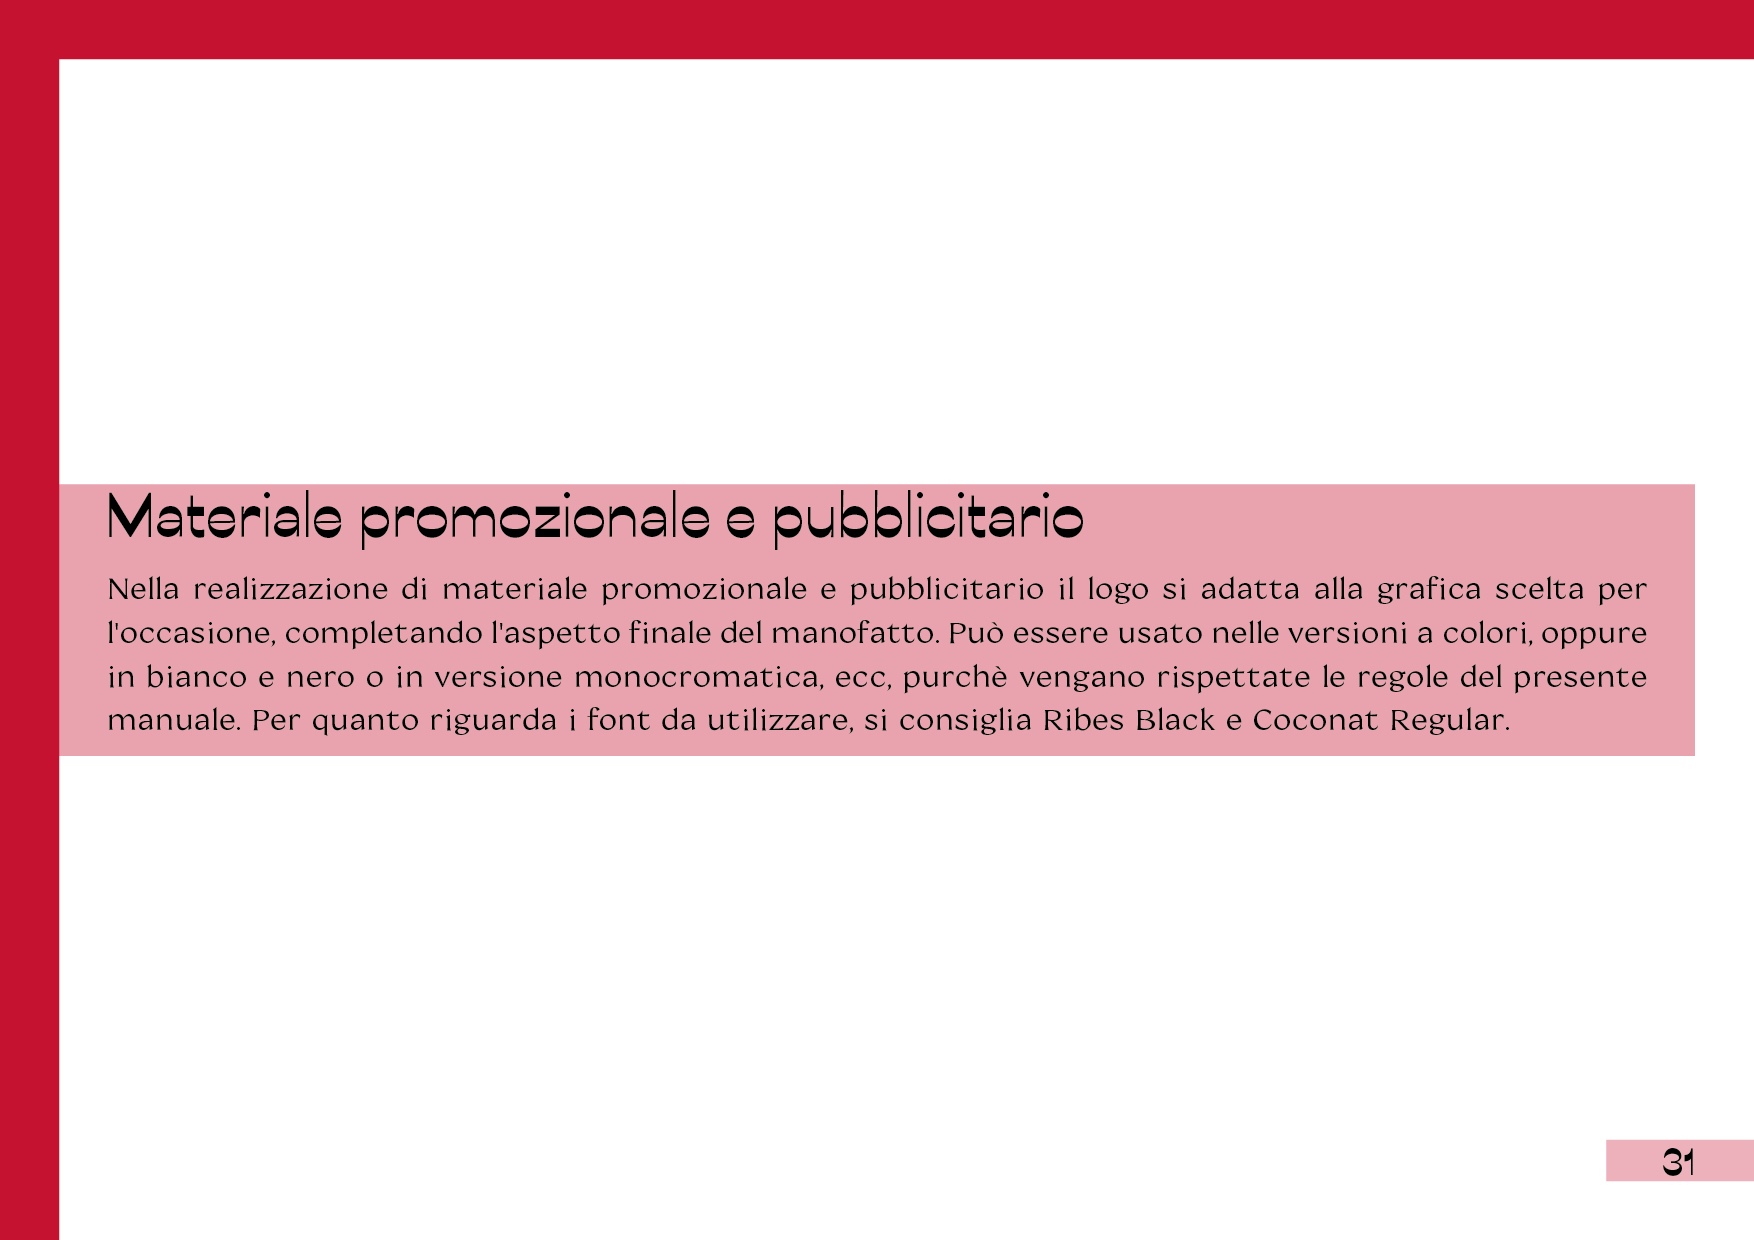 Materiale promozionale e pubblicitario
Nella realizzazione di materiale promozionale e pubblicitario il logo si adatta alla grafica scelta per
l'occasione, completando l'aspetto finale del manofatto. Può essere usato nelle versioni a colori, oppure
in bianco e nero o in versione monocromatica, ecc, purchè vengano rispettate le regole del presente
manuale. Per quanto riguarda i font da utilizzare, si consiglia Ribes Black e Coconat Regular.
31